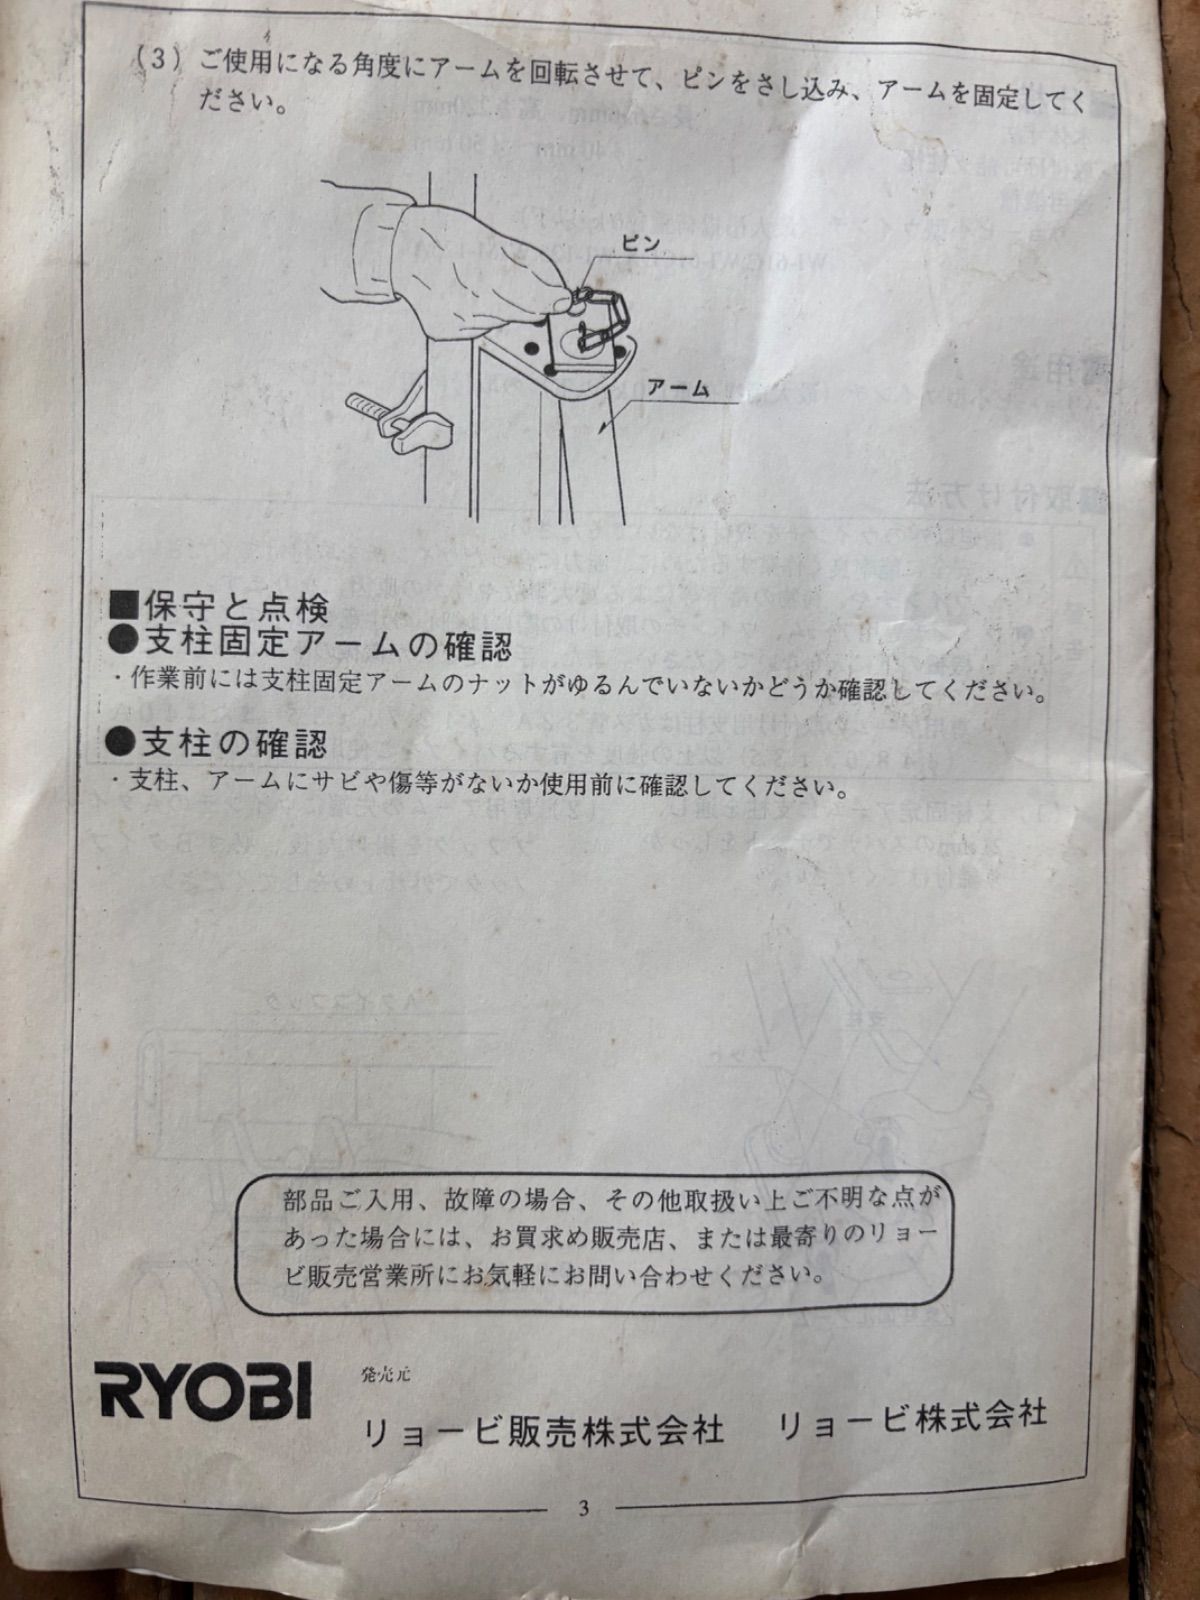 (3) ご使用になる角度にアームを回転させて、ピンをさし込み、アームを固定してく
ださい。
ピン
アーム
■保守と点検
●支柱固定アームの確認
・作業前には支柱固定アームのナットがゆるんでいないかどうか確認してください。
●支柱の確認
・支柱、アームにサビや傷等がないか使用前に確認してください。
部品ご入用、故障の場合、その他取扱い上ご不明な点が
あった場合には、お買求め販売店、または最寄りのリョー
ビ販売営業所にお気軽にお問い合わせください。
RYOBI
発売元
リョービ販売株式会社 リョービ株式会社
3